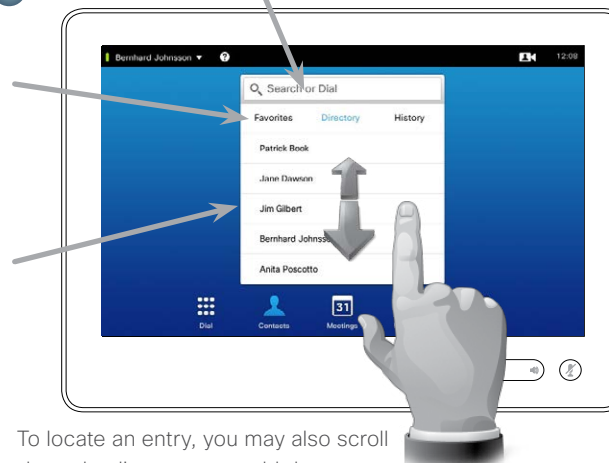 Bernhard Johnsson ▼ ? 12:09
Search or Dial
Favorites Directory History
Patrick Book
Jane Dawson
Jim Gilbert
Bernhard
Anita Poscotto
31
Dial Contacts Meetings
To locate an entry, you may also scroll